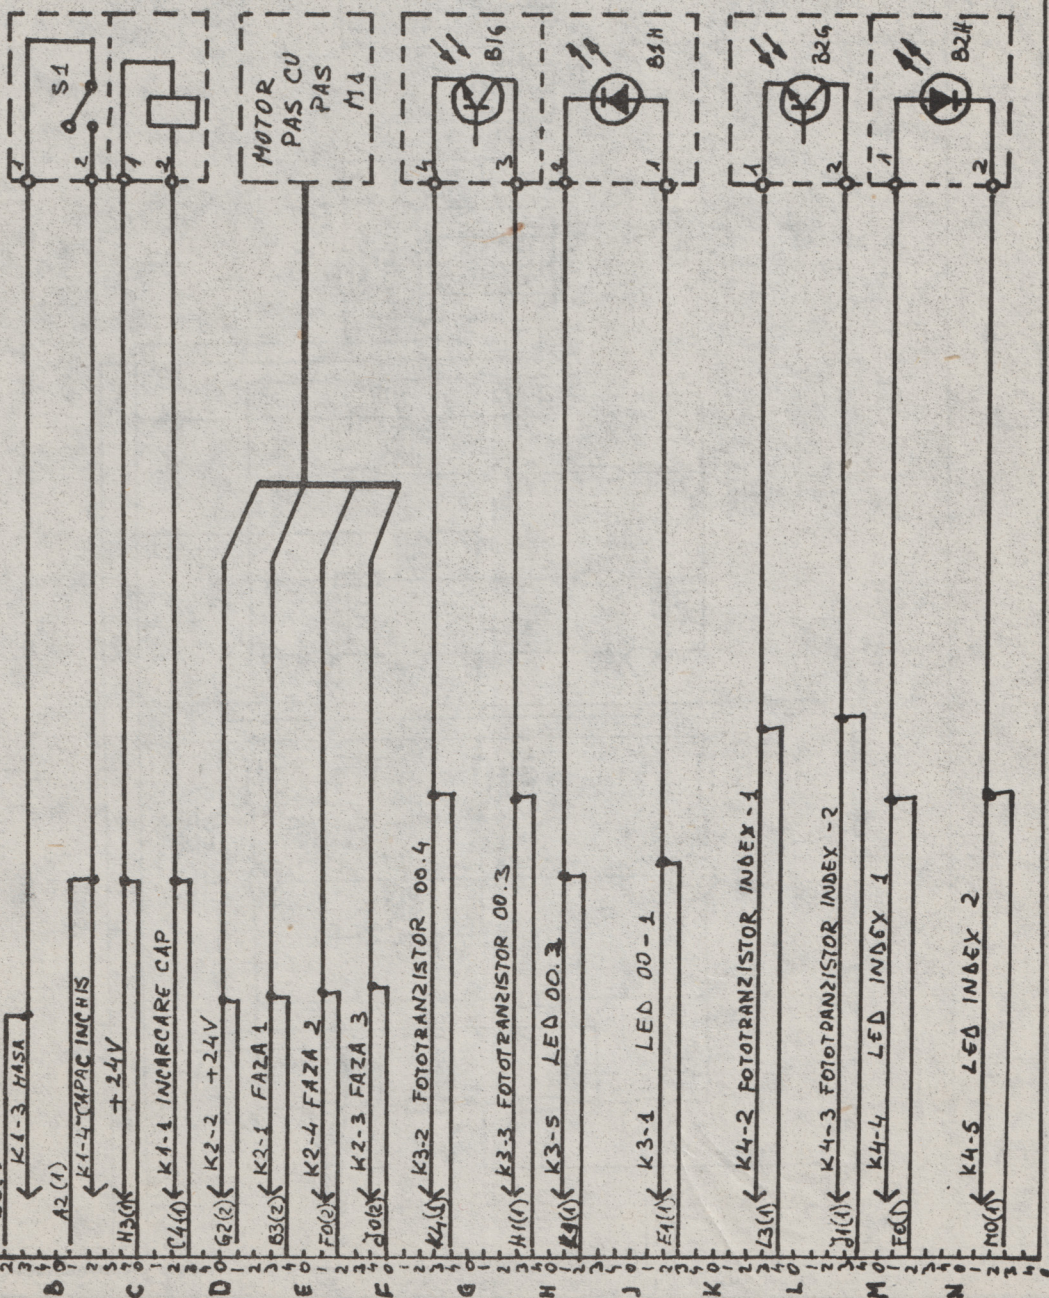 S1
1
2
1
2
MOTOR
PAS CU
PAS
M1
B1G
4
3
B1H
2
1
B2G
1
2
B2H
1
2
K1-3 MASA
A2(1)
K1-4 CAPAC INCHIS
H3(1)
+24V
K1-1 INCARCARE CAP
C4(1)
K2-2 +24V
G2(2)
K2-1 FAZA 1
B3(2)
K2-4 FAZA 2
F0(2)
K2-3 FAZA 3
J0(2)
K3-2 FOTOTRANZISTOR 00.4
K4(1)
K3-3 FOTOTRANZISTOR 00.3
H1(1)
K3-5 LED 00.2
K3-1 LED 00-1
E1(1)
K4-2 FOTOTRANZISTOR INDEX-1
L3(1)
K4-3 FOTOTRANZISTOR INDEX-2
J1(1)
K4-4 LED INDEX 1
F0(1)
K4-5 LED INDEX 2
M0(1)
B
C
D
E
F
G
H
J
K
L
M
N